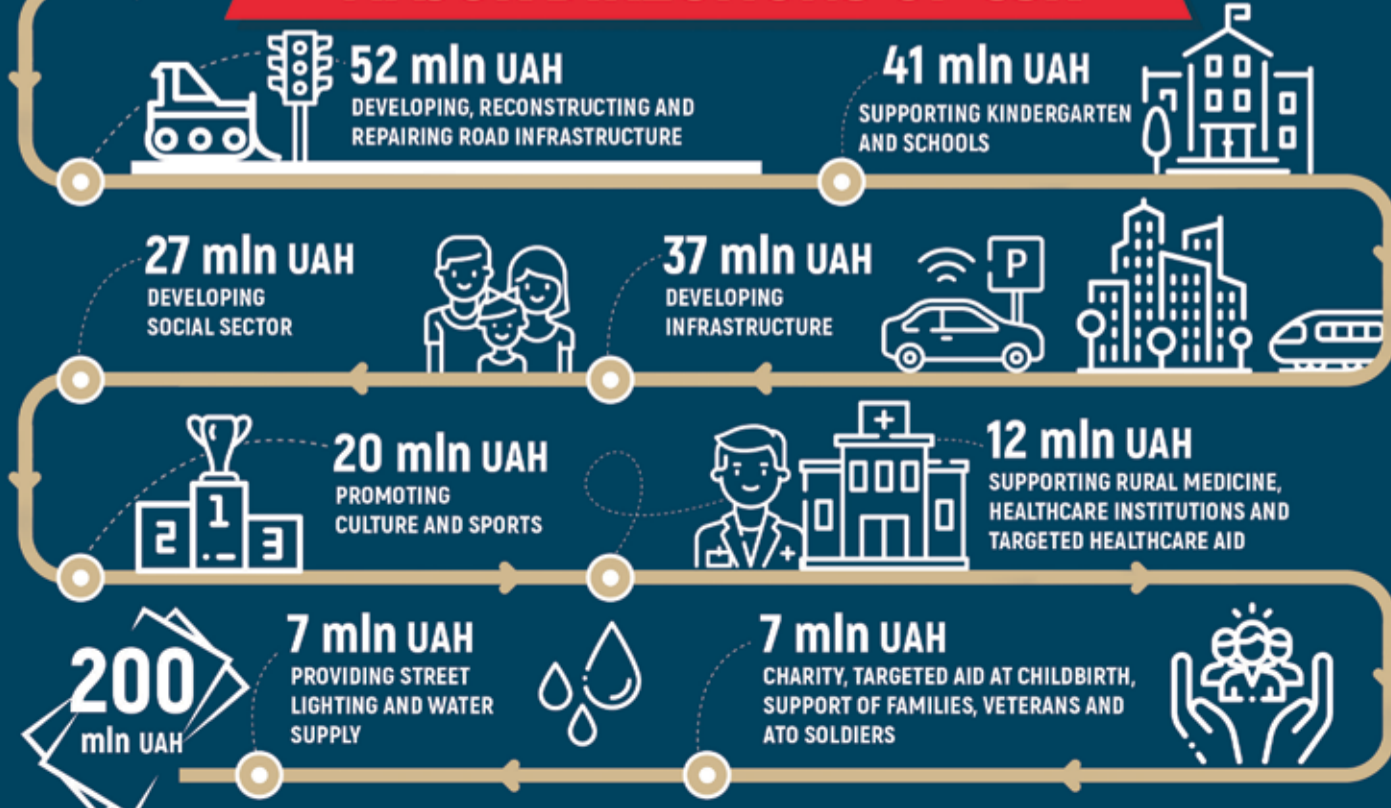 52 mln UAH
DEVELOPING, RECONSTRUCTING AND
REPAIRING ROAD INFRASTRUCTURE
41 mln UAH
SUPPORTING KINDERGARTEN
AND SCHOOLS
27 mln UAH
DEVELOPING
SOCIAL SECTOR
37 mln UAH
DEVELOPING
INFRASTRUCTURE
P
2 1 3
20 mln UAH
PROMOTING
CULTURE AND SPORTS
12 mln UAH
SUPPORTING RURAL MEDICINE,
HEALTHCARE INSTITUTIONS AND
TARGETED HEALTHCARE AID
200
mln UAH
7 mln UAH
PROVIDING STREET
LIGHTING AND WATER
SUPPLY
7 mln UAH
CHARITY, TARGETED AID AT CHILDBIRTH,
SUPPORT OF FAMILIES, VETERANS AND
ATO SOLDIERS